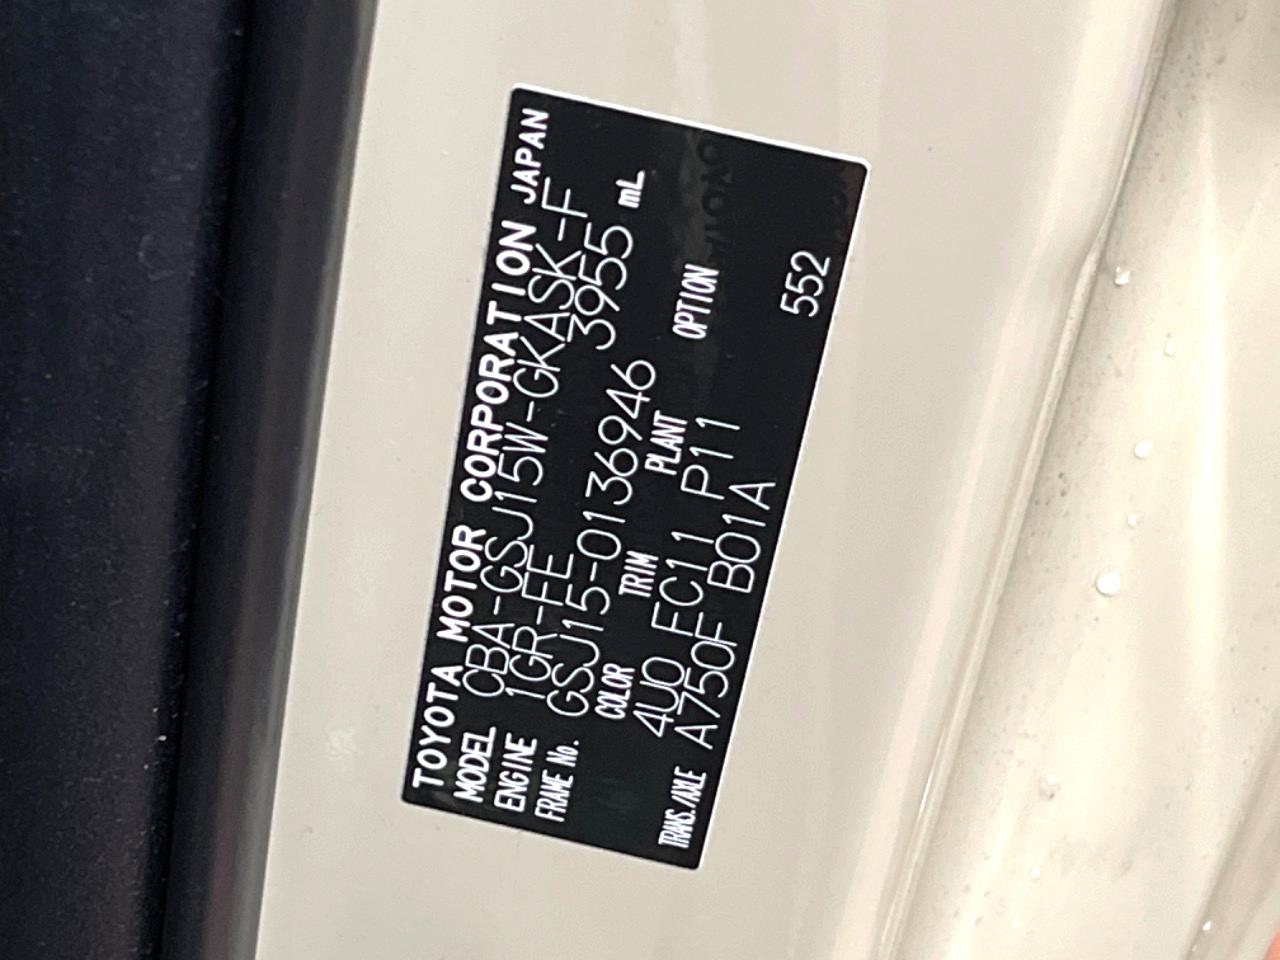 TOYOTA MOTOR CORPORATION JAPAN
MODEL CBA-GSJ15W-GKASK-F
ENGINE 1GR-FE 3955 mL
FRAME No. GSJ15-0136946
COLOR TRIM PLANT OPTION
4U0 FC11 P11
TRANS./AXLE A750F B01A 552